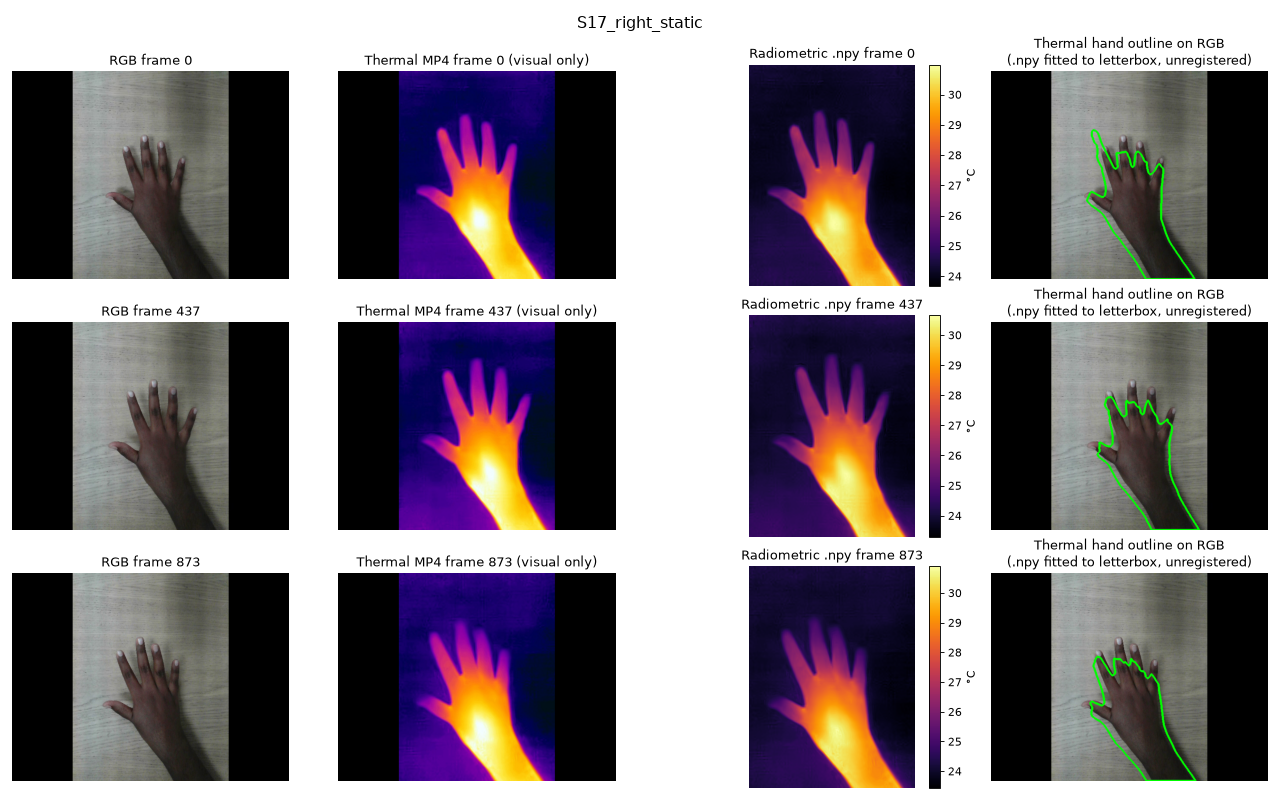 S17_right_static
RGB frame 0
Thermal MP4 frame 0 (visual only)
Radiometric .npy frame 0
Thermal hand outline on RGB
(.npy fitted to letterbox, unregistered)
30
29
28
27
26
25
24
°C
RGB frame 437
Thermal MP4 frame 437 (visual only)
Radiometric .npy frame 437
Thermal hand outline on RGB
(.npy fitted to letterbox, unregistered)
30
29
28
27
26
25
24
°C
RGB frame 873
Thermal MP4 frame 873 (visual only)
Radiometric .npy frame 873
Thermal hand outline on RGB
(.npy fitted to letterbox, unregistered)
30
29
28
27
26
25
24
°C